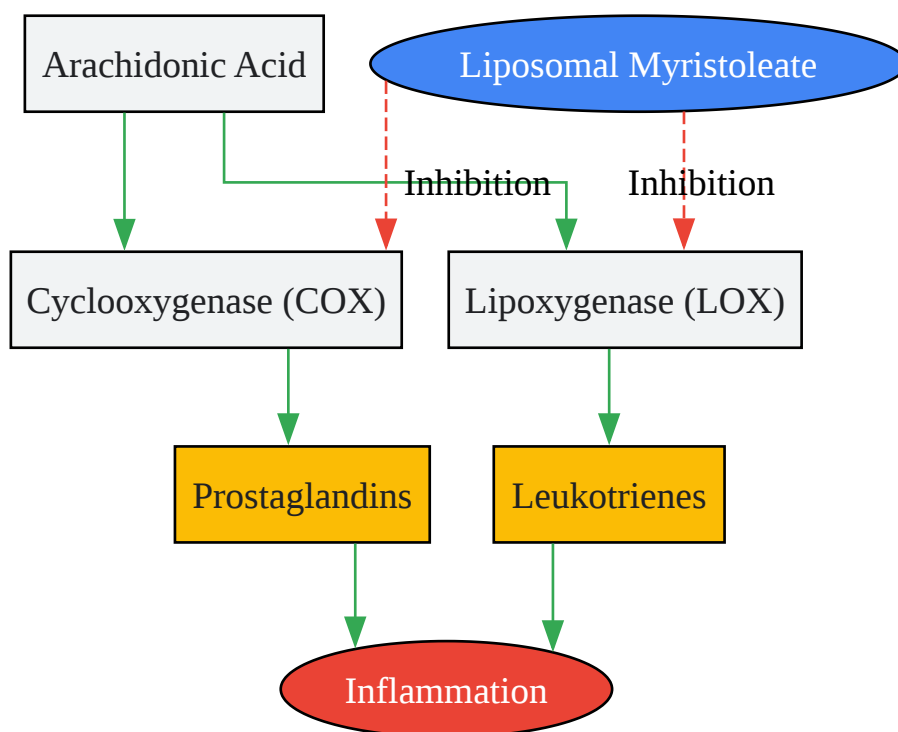 Arachidonic Acid
Liposomal Myristoleate
Inhibition
Inhibition
Cyclooxygenase (COX)
Lipoxygenase (LOX)
Prostaglandins
Leukotrienes
Inflammation